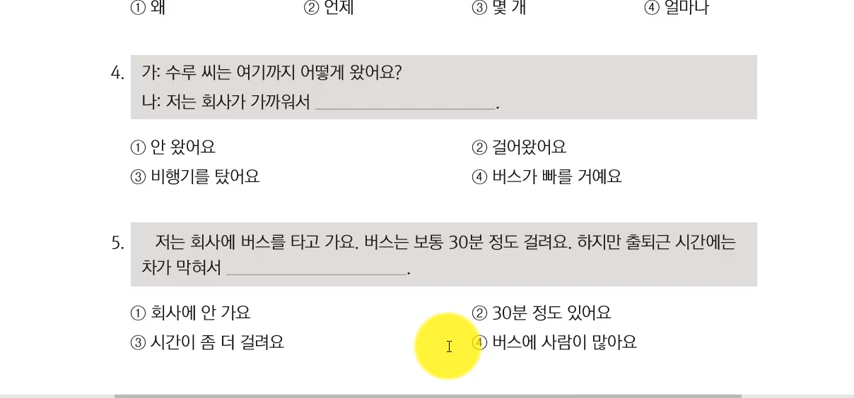 ① 왜 ② 언제 ③ 몇 개 ④ 얼마나
4. 가: 수루 씨는 여기까지 어떻게 왔어요?
나: 저는 회사가 가까워서 ____________________.
① 안 왔어요 ② 걸어왔어요
③ 비행기를 탔어요 ④ 버스가 빠를 거예요
5. 저는 회사에 버스를 타고 가요. 버스는 보통 30분 정도 걸려요. 하지만 출퇴근 시간에는
차가 막혀서 ____________________.
① 회사에 안 가요 ② 30분 정도 있어요
③ 시간이 좀 더 걸려요 ④ 버스에 사람이 많아요